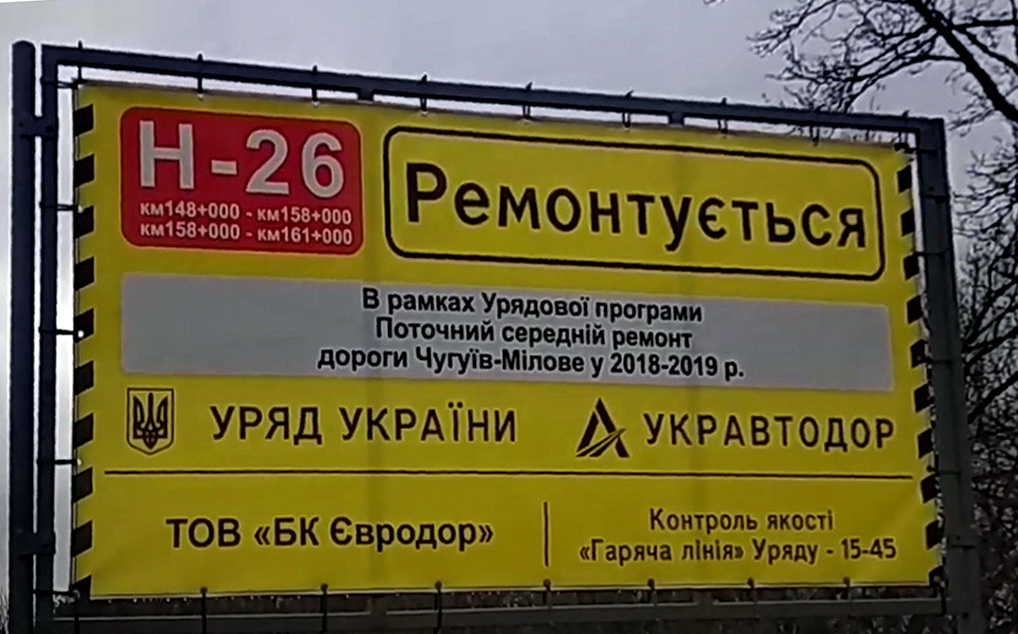 Н-26
км148+000 - км158+000
км158+000 - км161+000
Ремонтується
В рамках Урядової програми
Поточний середній ремонт
дороги Чугуїв-Мілове у 2018-2019 р.
УРЯД УКРАЇНИ
УКРАВТОДОР
ТОВ «БК Євродор»
Контроль якості
«Гаряча лінія» Уряду - 15-45